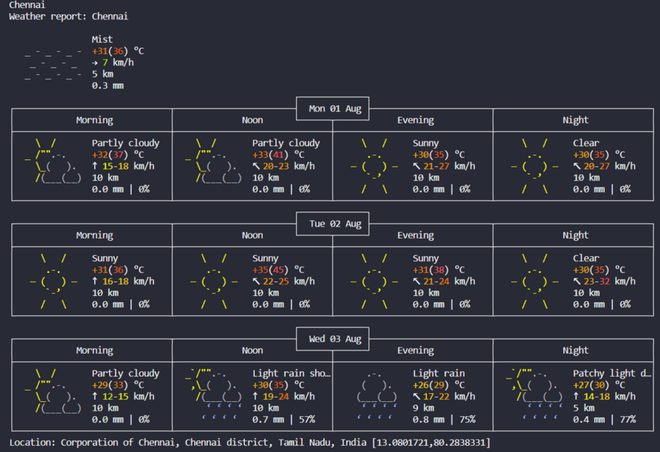 Chennai
Weather report: Chennai
Mist
+31(36) °C
→ 7 km/h
5 km
0.3 mm
Mon 01 Aug
Morning Noon Evening Night
Partly cloudy Partly cloudy Sunny Clear
+32(37) °C +33(41) °C +30(35) °C +30(35) °C
↑ 15-18 km/h ↖ 20-23 km/h ↖ 21-27 km/h ↖ 20-27 km/h
10 km 10 km 10 km 10 km
0.0 mm | 0% 0.0 mm | 0% 0.0 mm | 0% 0.0 mm | 0%
Tue 02 Aug
Morning Noon Evening Night
Sunny Sunny Sunny Clear
+31(36) °C +35(45) °C +31(38) °C +30(35) °C
↑ 16-18 km/h ↖ 22-25 km/h ↖ 21-24 km/h ↖ 23-32 km/h
10 km 10 km 10 km 10 km
0.0 mm | 0% 0.0 mm | 0% 0.0 mm | 0% 0.0 mm | 0%
Wed 03 Aug
Morning Noon Evening Night
Partly cloudy Light rain sho… Light rain Patchy light d…
+29(33) °C +30(35) °C +26(29) °C +27(30) °C
↑ 12-15 km/h ↑ 19-24 km/h ↖ 17-22 km/h ↑ 14-18 km/h
10 km 10 km 9 km 5 km
0.0 mm | 0% 0.7 mm | 57% 0.8 mm | 75% 0.4 mm | 77%
Location: Corporation of Chennai, Chennai district, Tamil Nadu, India [13.0801721,80.2838331]